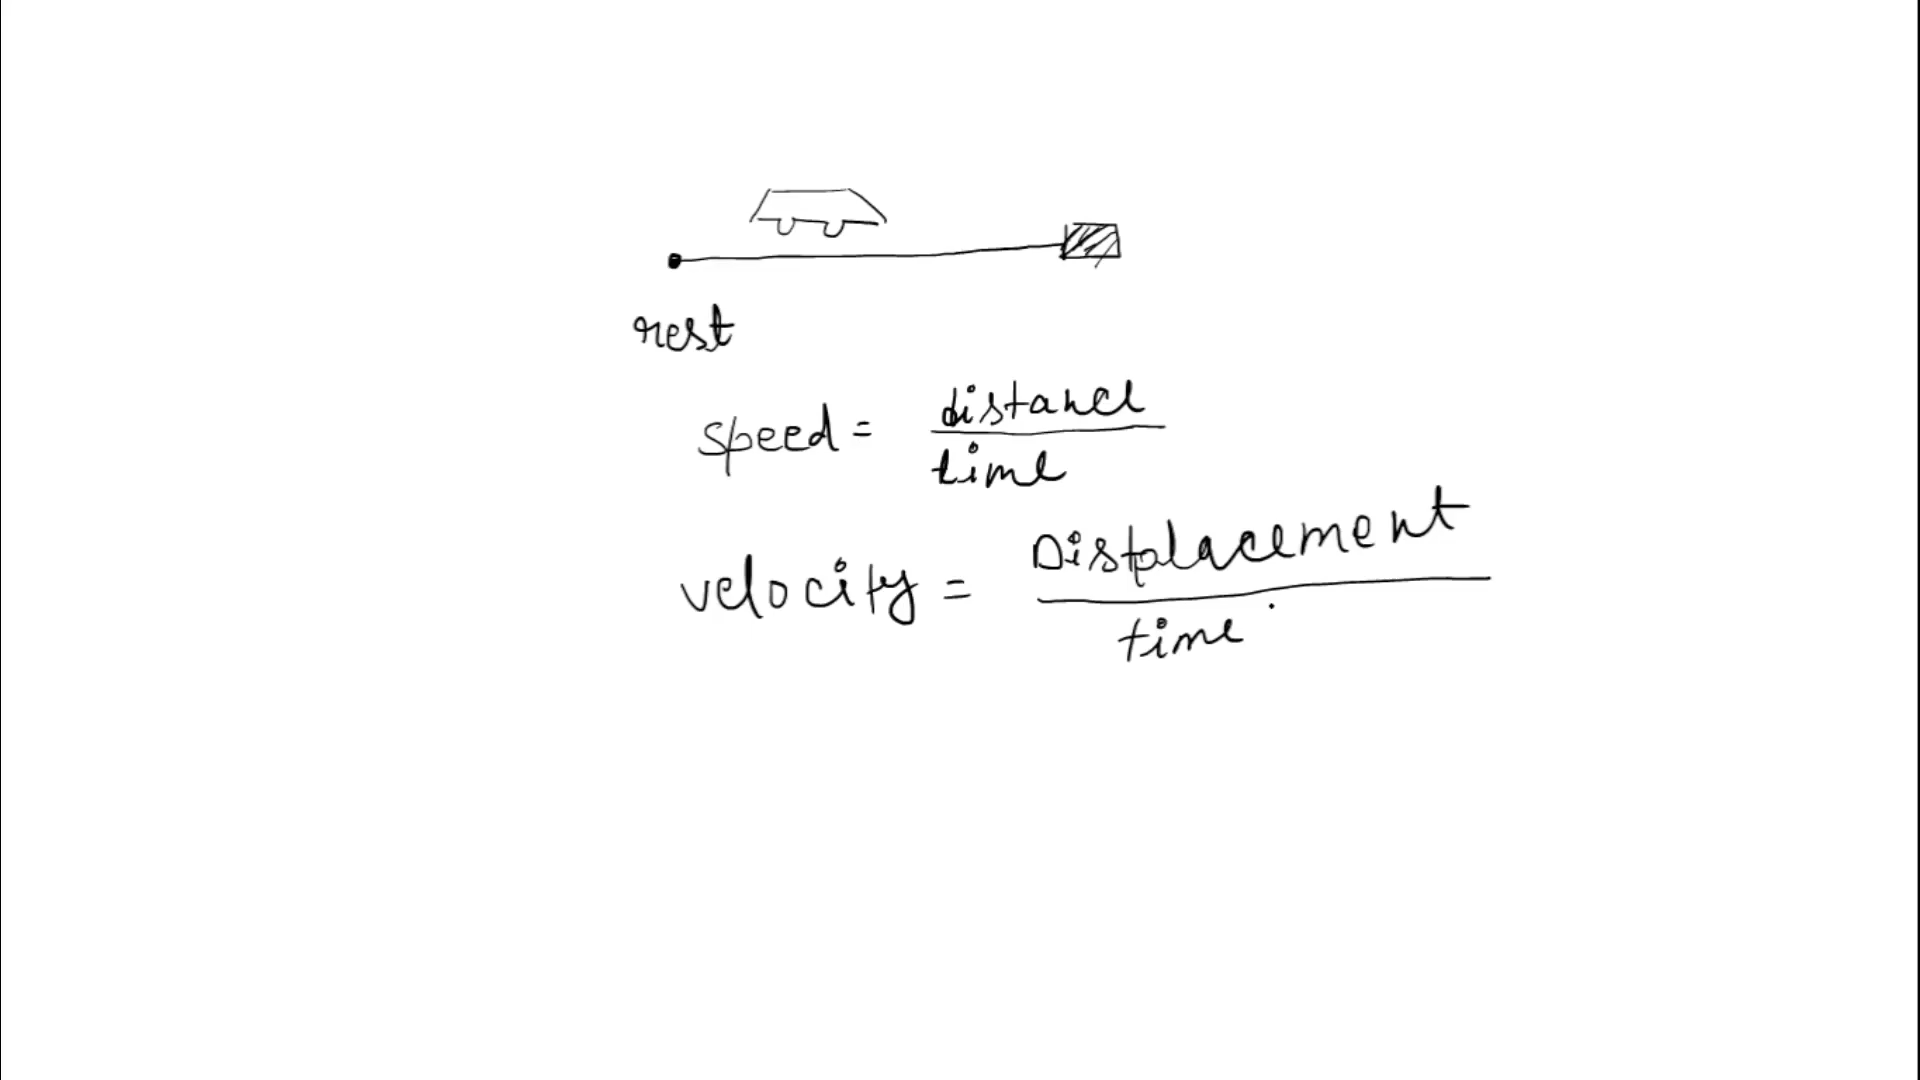 rest
speed = distance / time
velocity = Displacement / time